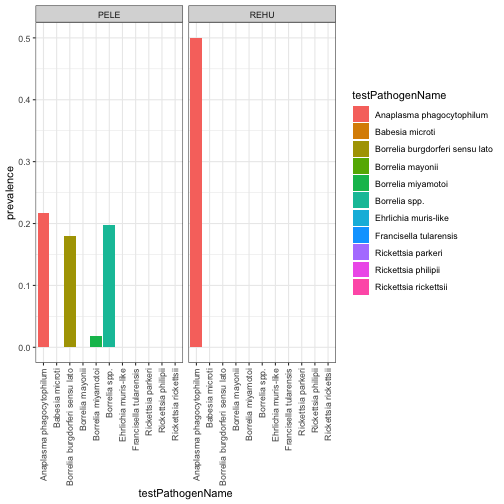 PELE
REHU
prevalence
0.5
0.4
0.3
0.2
0.1
0.0
Anaplasma phagocytophilum
Babesia microti
Borrelia burgdorferi sensu lato
Borrelia mayonii
Borrelia miyamotoi
Borrelia spp.
Ehrlichia muris-like
Francisella tularensis
Rickettsia parkeri
Rickettsia philipii
Rickettsia rickettsii
Anaplasma phagocytophilum
Babesia microti
Borrelia burgdorferi sensu lato
Borrelia mayonii
Borrelia miyamotoi
Borrelia spp.
Ehrlichia muris-like
Francisella tularensis
Rickettsia parkeri
Rickettsia philipii
Rickettsia rickettsii
testPathogenName
testPathogenName
Anaplasma phagocytophilum
Babesia microti
Borrelia burgdorferi sensu lato
Borrelia mayonii
Borrelia miyamotoi
Borrelia spp.
Ehrlichia muris-like
Francisella tularensis
Rickettsia parkeri
Rickettsia philipii
Rickettsia rickettsii